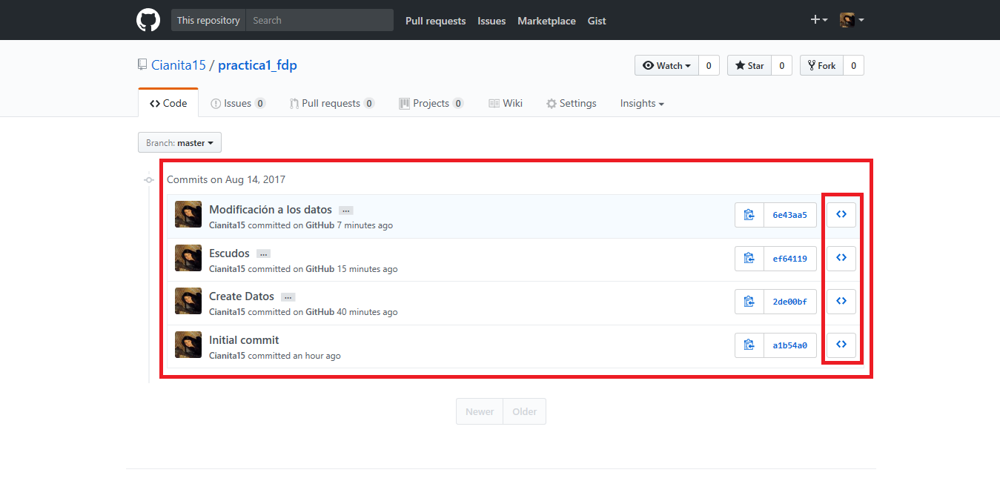 This repository Search Pull requests Issues Marketplace Gist
Cianita15 / practica1_fdp Watch 0 Star 0 Fork 0
Code Issues 0 Pull requests 0 Projects 0 Wiki Settings Insights
Branch: master
Commits on Aug 14, 2017
Modificación a los datos …
Cianita15 committed on GitHub 7 minutes ago
6e43aa5
Escudos …
Cianita15 committed on GitHub 15 minutes ago
ef64119
Create Datos …
Cianita15 committed on GitHub 40 minutes ago
2de00bf
Initial commit
Cianita15 committed an hour ago
a1b54a0
Newer Older